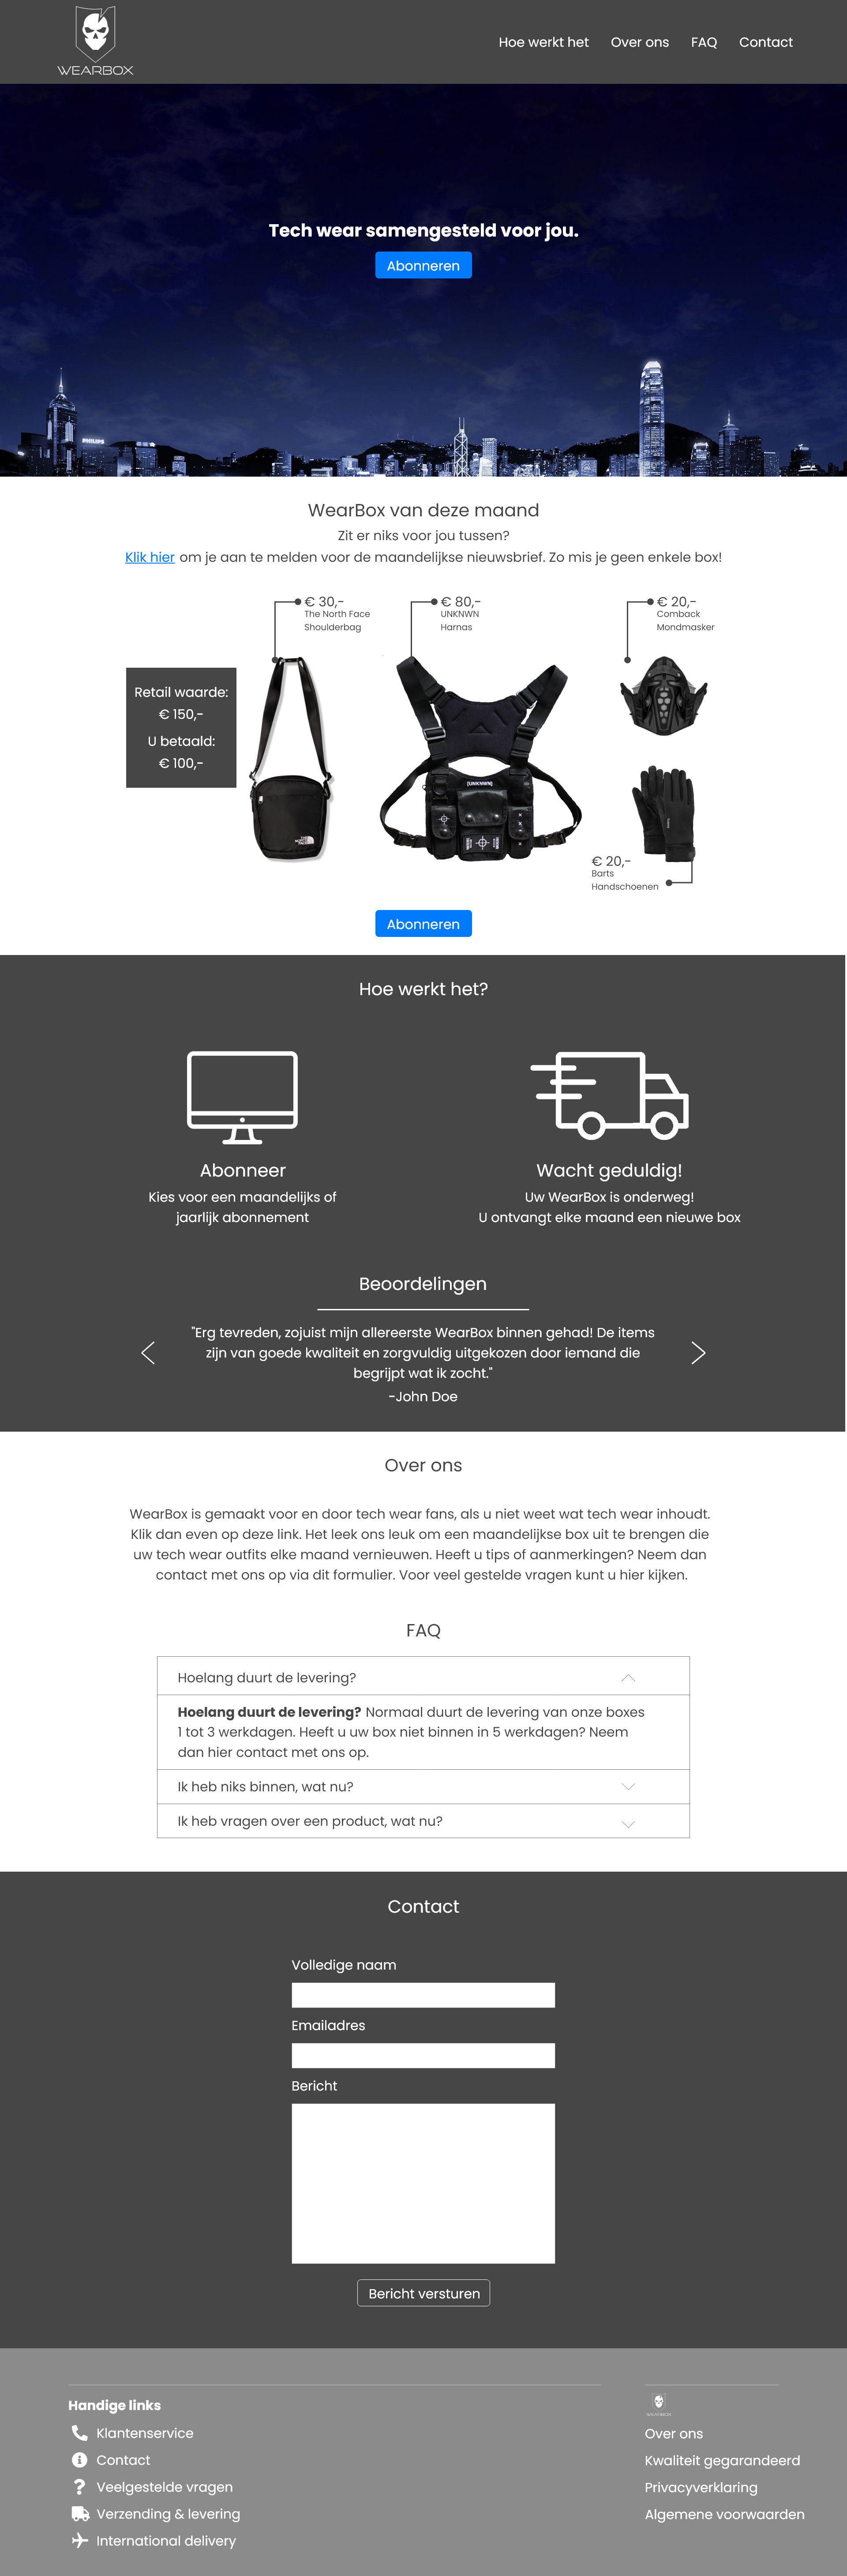 WEARBOX
Hoe werkt het
Over ons
FAQ
Contact
Tech wear samengesteld voor jou.
Abonneren
PHILIPS
WearBox van deze maand
Zit er niks voor jou tussen?
Klik hier om je aan te melden voor de maandelijkse nieuwsbrief. Zo mis je geen enkele box!
€ 30,-
The North Face
Shoulderbag
€ 80,-
UNKNWN
Harnas
€ 20,-
Comback
Mondmasker
Retail waarde:
€ 150,-
U betaald:
€ 100,-
[UNKNWN]
€ 20,-
Barts
Handschoenen
Abonneren
Hoe werkt het?
Abonneer
Kies voor een maandelijks of
jaarlijk abonnement
Wacht geduldig!
Uw WearBox is onderweg!
U ontvangt elke maand een nieuwe box
Beoordelingen
"Erg tevreden, zojuist mijn allereerste WearBox binnen gehad! De items
zijn van goede kwaliteit en zorgvuldig uitgekozen door iemand die
begrijpt wat ik zocht."
-John Doe
Over ons
WearBox is gemaakt voor en door tech wear fans, als u niet weet wat tech wear inhoudt.
Klik dan even op deze link. Het leek ons leuk om een maandelijkse box uit te brengen die
uw tech wear outfits elke maand vernieuwen. Heeft u tips of aanmerkingen? Neem dan
contact met ons op via dit formulier. Voor veel gestelde vragen kunt u hier kijken.
FAQ
Hoelang duurt de levering?
Hoelang duurt de levering? Normaal duurt de levering van onze boxes
1 tot 3 werkdagen. Heeft u uw box niet binnen in 5 werkdagen? Neem
dan hier contact met ons op.
Ik heb niks binnen, wat nu?
Ik heb vragen over een product, wat nu?
Contact
Volledige naam
Emailadres
Bericht
Bericht versturen
Handige links
Klantenservice
Contact
Veelgestelde vragen
Verzending & levering
International delivery
WEARBOX
Over ons
Kwaliteit gegarandeerd
Privacyverklaring
Algemene voorwaarden